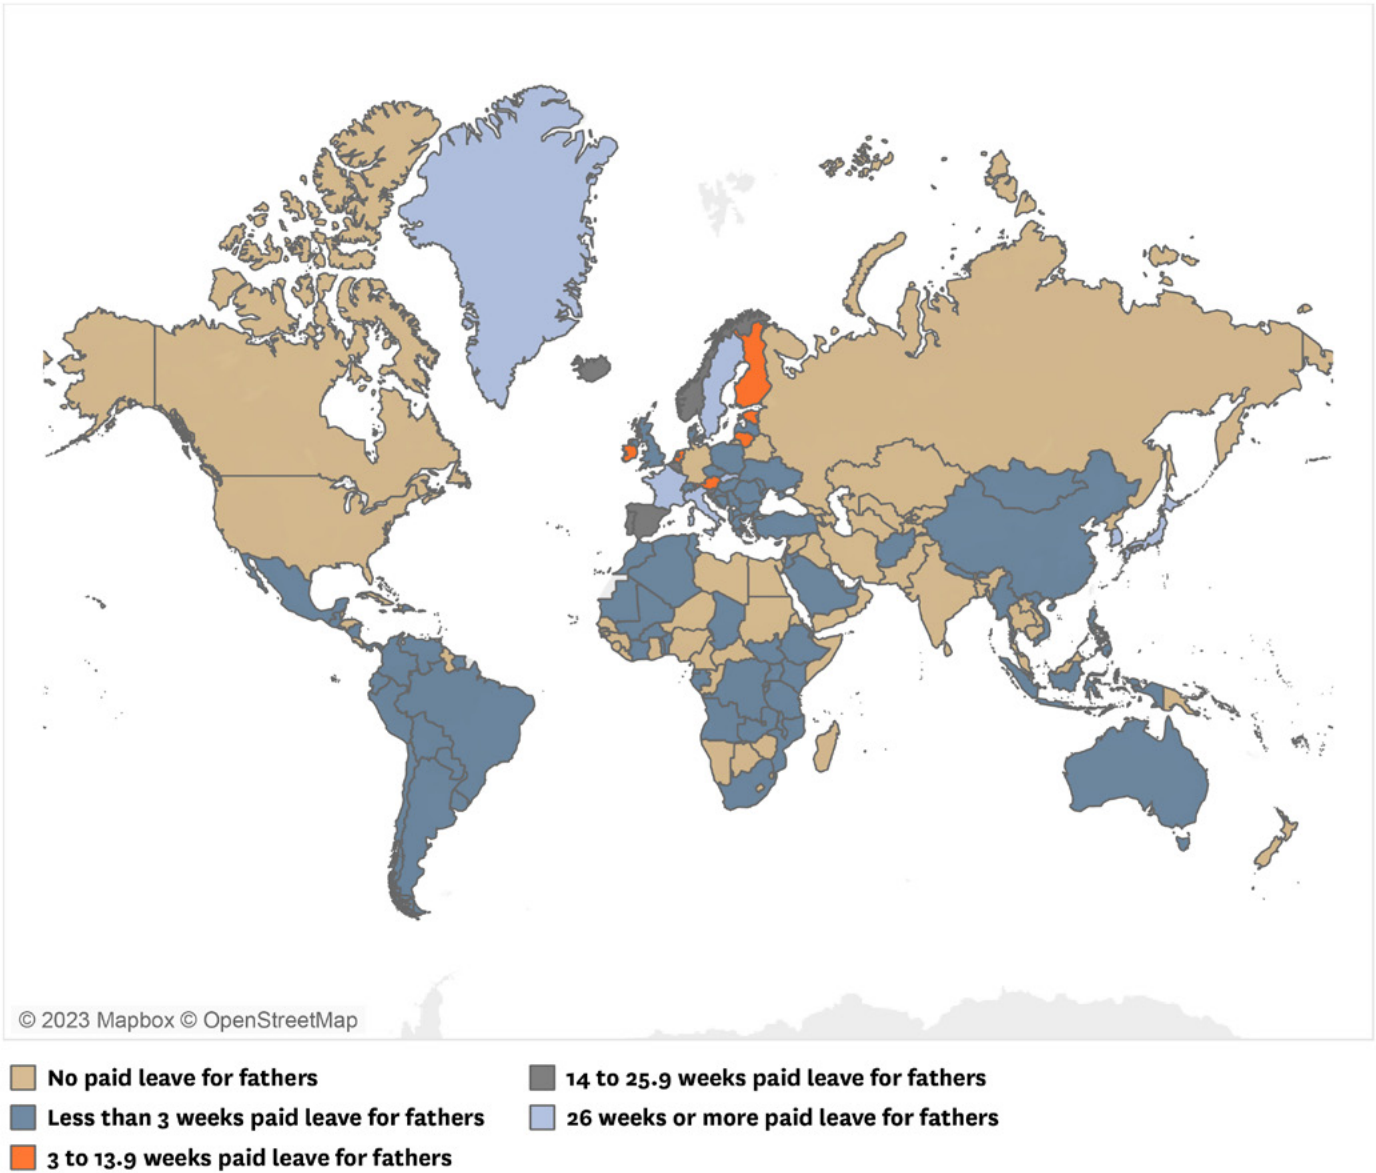 © 2023 Mapbox © OpenStreetMap
No paid leave for fathers
Less than 3 weeks paid leave for fathers
3 to 13.9 weeks paid leave for fathers
14 to 25.9 weeks paid leave for fathers
26 weeks or more paid leave for fathers